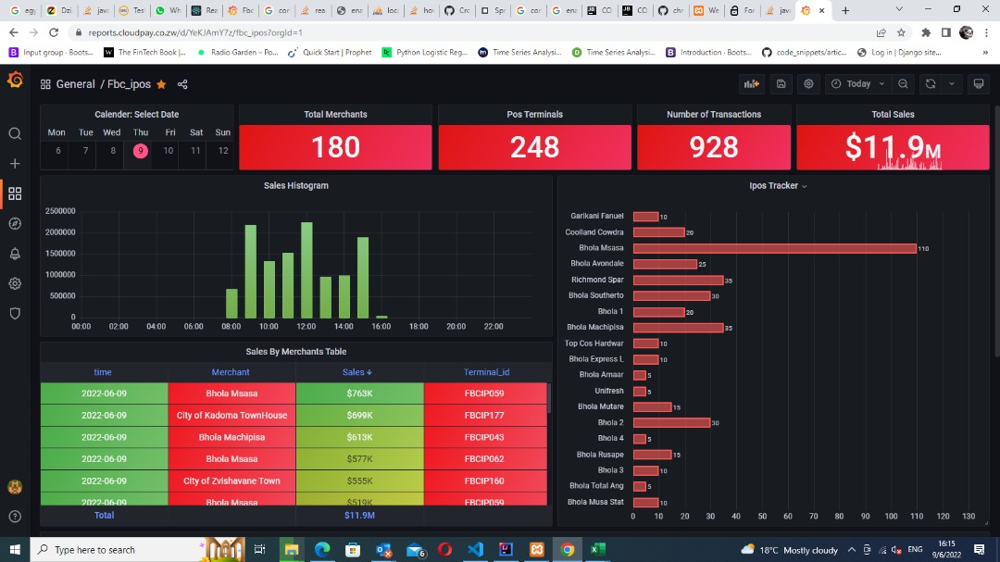 egy
Dzi
java
Tes
Wh
Rea
Fbc
cor
rea
ena
loca
hov
Cro
Spr
cor
ena
CO
CO
chr
We
For
java
reports.cloudpay.co.zw/d/YeKJAmY7z/fbc_ipos?orgId=1
Input group · Boots...
The FinTech Book |...
Radio Garden – Po...
Quick Start | Prophet
Python Logistic Reg...
Time Series Analysi...
Time Series Analysi...
Introduction · Boots...
code_snippets/artic...
Log in | Django site...
»
General / Fbc_ipos
Today
Calender: Select Date
Mon Tue Wed Thu Fri Sat Sun
6 7 8 9 10 11 12
Total Merchants
180
Pos Terminals
248
Number of Transactions
928
Total Sales
$11.9M
Sales Histogram
2500000
2000000
1500000
1000000
500000
0
00:00 02:00 04:00 06:00 08:00 10:00 12:00 14:00 16:00 18:00 20:00 22:00
Sales By Merchants Table
time Merchant Sales Terminal_id
2022-06-09 Bhola Msasa $763K FBCIP059
2022-06-09 City of Kadoma TownHouse $699K FBCIP177
2022-06-09 Bhola Machipisa $613K FBCIP043
2022-06-09 Bhola Msasa $577K FBCIP062
2022-06-09 City of Zvishavane Town $555K FBCIP160
2022-06-09 Bhola Msasa $519K FBCIP059
Total $11.9M
Ipos Tracker
Garikani Fanuel 10
Coolland Cowdra 20
Bhola Msasa 110
Bhola Avondale 25
Richmond Spar 35
Bhola Southerto 30
Bhola 1 20
Bhola Machipisa 35
Top Cos Hardwar 10
Bhola Express L 10
Bhola Amaar 5
Unifresh 5
Bhola Mutare 15
Bhola 2 30
Bhola 4 5
Bhola Rusape 15
Bhola 3 10
Bhola Total Ang 5
Bhola Musa Stat 10
0 10 20 30 40 50 60 70 80 90 100 110 120 130
Type here to search
6
18°C Mostly cloudy
ENG
16:15
9/6/2022